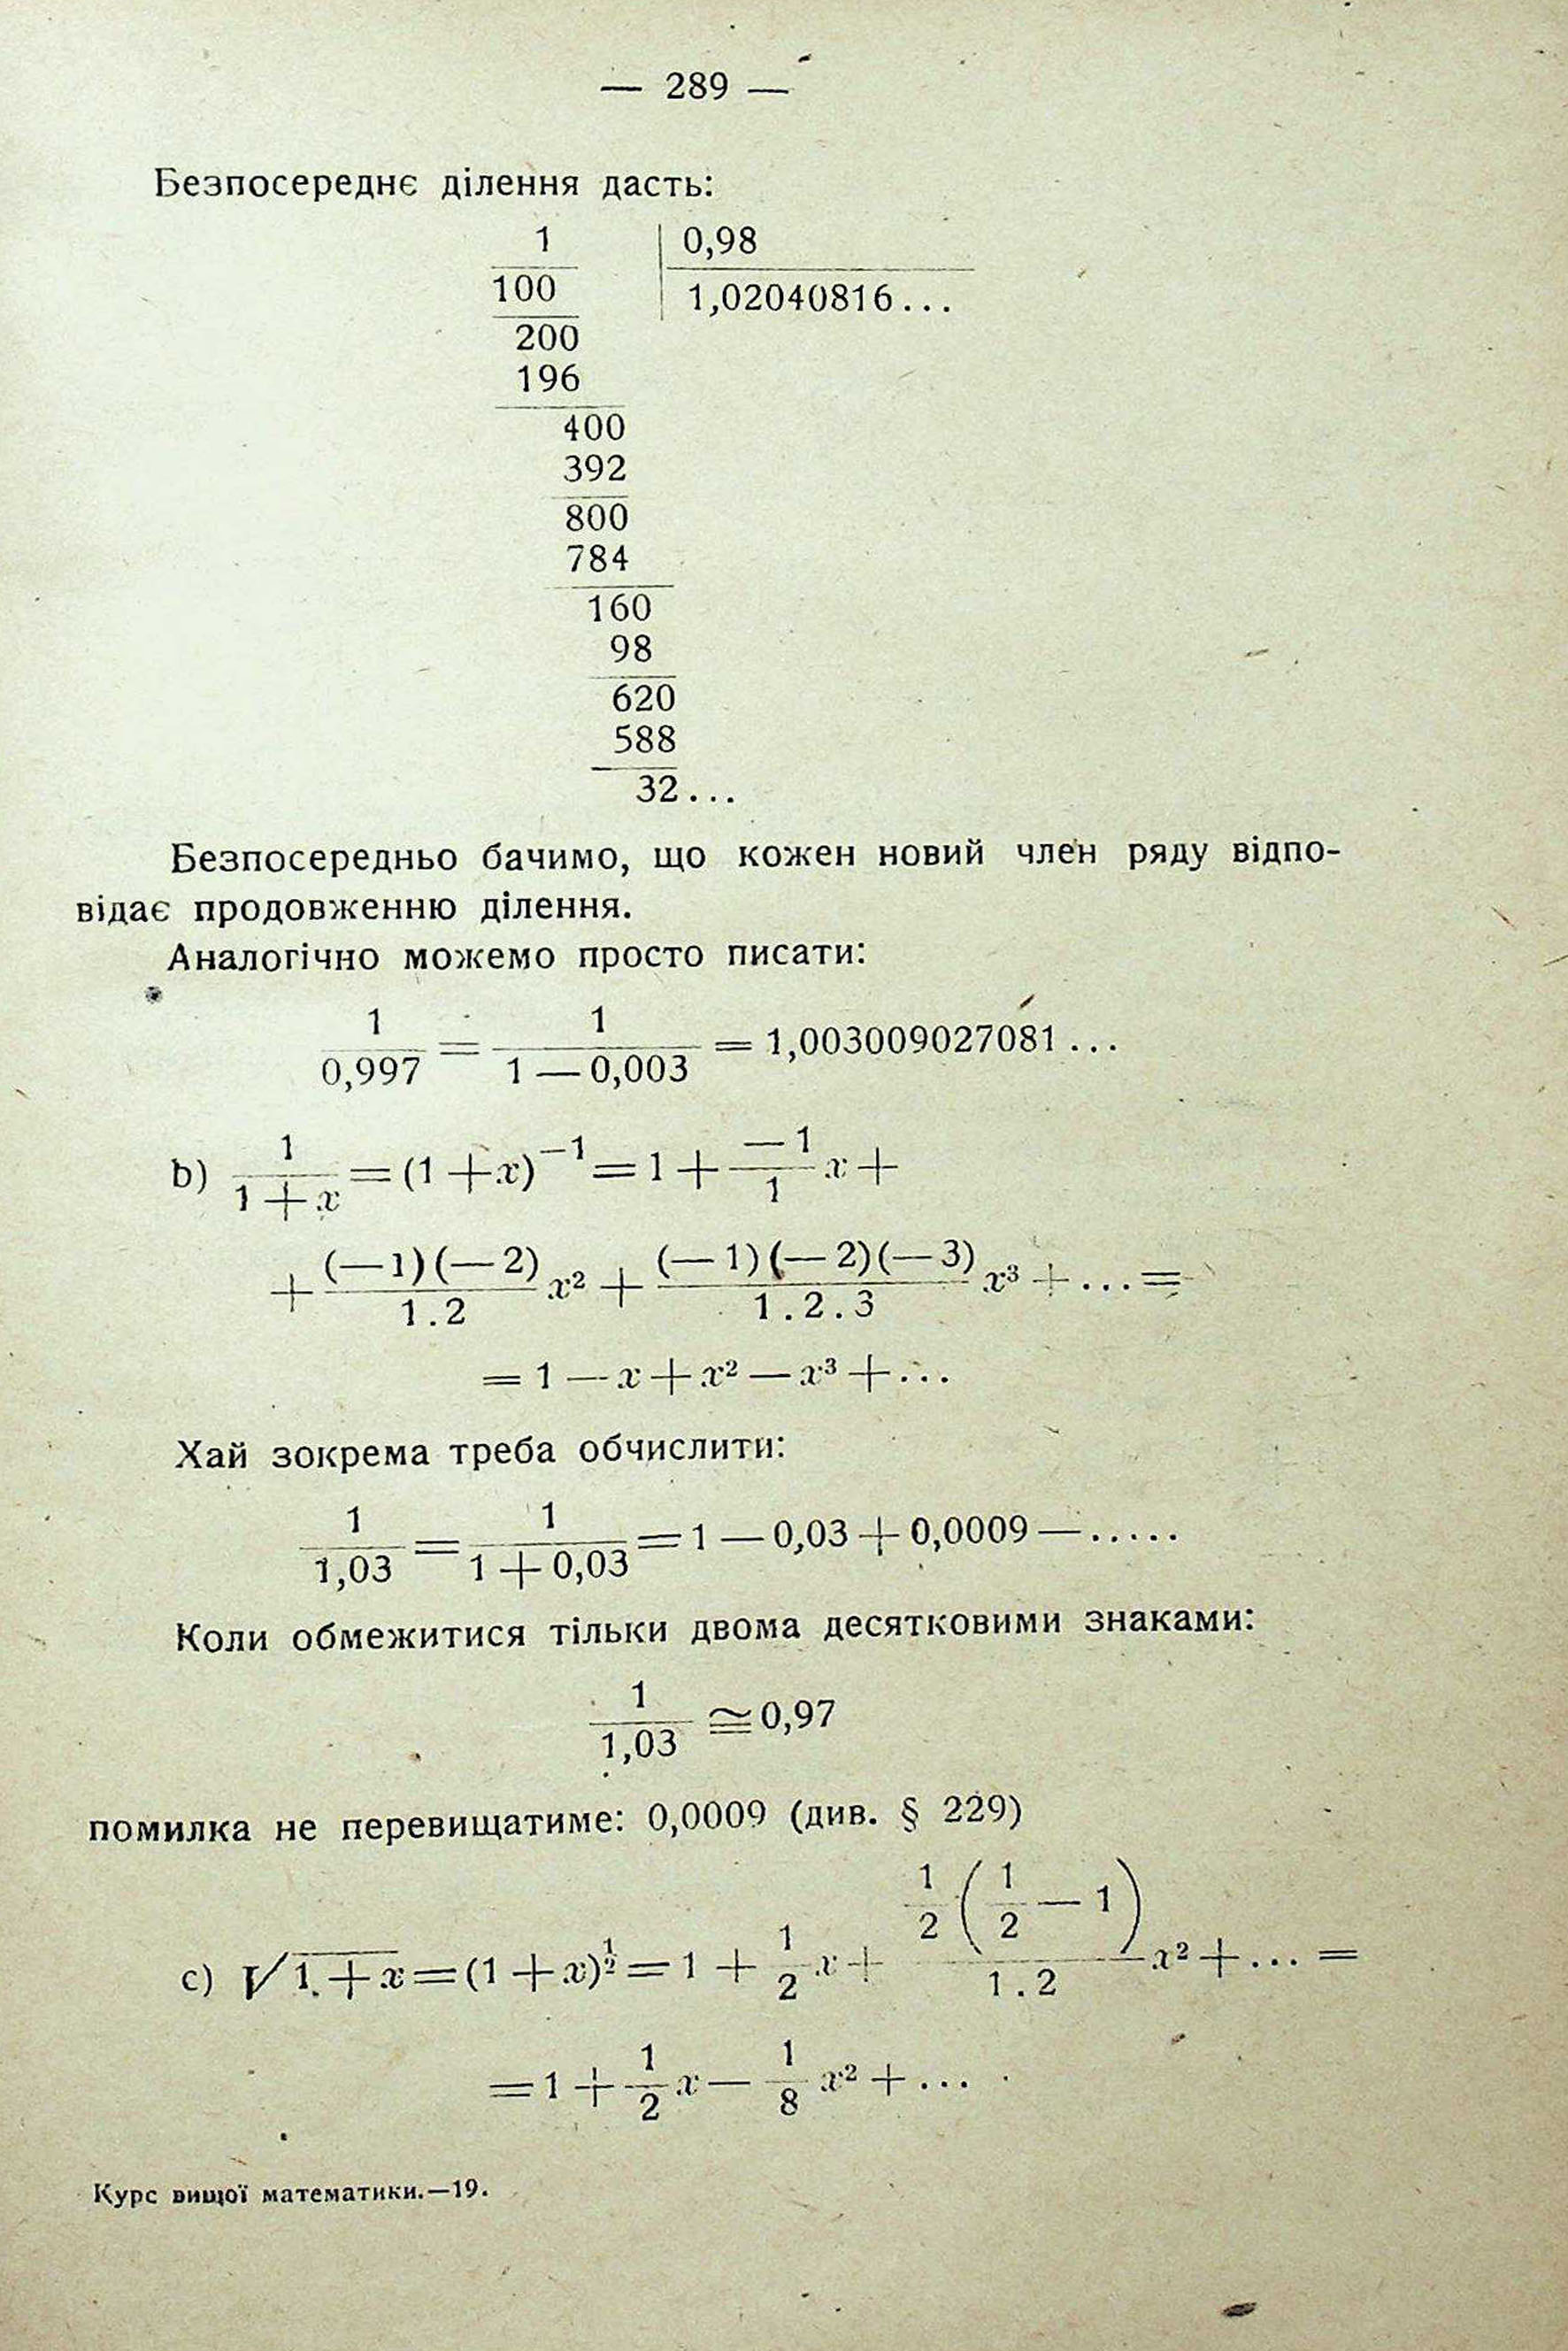 — 289 —
Безпосереднє ділення дасть:
1 | 0,98
100 | 1,02040816...
200
196
400
392
800
784
160
98
620
588
32...
Безпосередньо бачимо, що кожен новий член ряду відпо-
відає продовженню ділення.
Аналогічно можемо просто писати:
1/0,997 = 1/(1 — 0,003) = 1,003009027081...
b) 1/(1 + x) = (1 + x)⁻¹ = 1 + (—1/1) x +
+ ((—1)(—2)/(1.2)) x² + ((—1)(—2)(—3)/(1.2.3)) x³ + ... =
= 1 — x + x² — x³ + ...
Хай зокрема треба обчислити:
1/1,03 = 1/(1 + 0,03) = 1 — 0,03 + 0,0009 — .....
Коли обмежитися тільки двома десятковими знаками:
1/1,03 ≅ 0,97
помилка не перевищатиме: 0,0009 (див. § 229)
c) √(1 + x) = (1 + x)^(1/2) = 1 + (1/2) x + ((1/2)(1/2 — 1)/(1.2)) x² + ... =
= 1 + (1/2) x — (1/8) x² + ...
Курс вищої математики.—19.